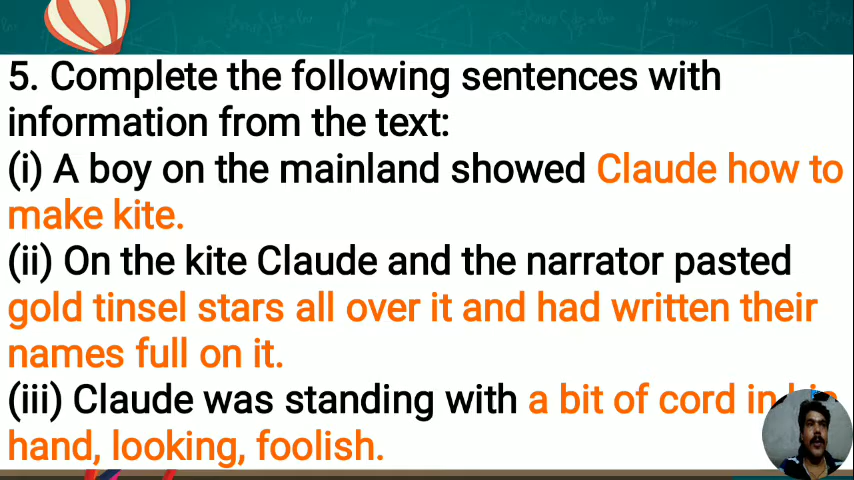 5. Complete the following sentences with
information from the text:
(i) A boy on the mainland showed Claude how to
make kite.
(ii) On the kite Claude and the narrator pasted
gold tinsel stars all over it and had written their
names full on it.
(iii) Claude was standing with a bit of cord in his
hand, looking, foolish.